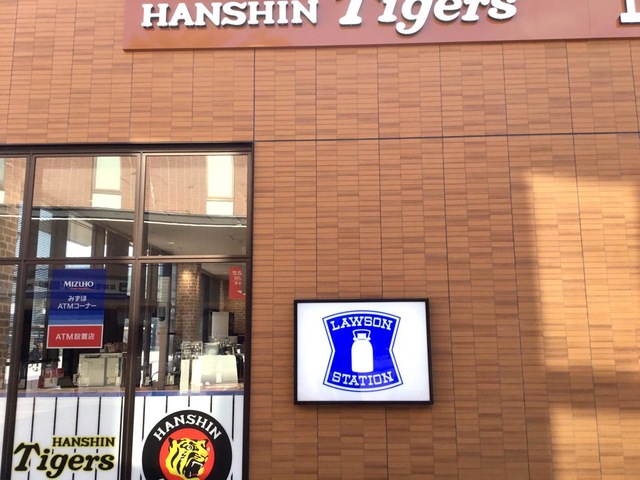 HANSHIN Tigers
MIZUHO
みずほ
ATMコーナー
ATM設置店
LAWSON
STATION
HANSHIN
Tigers
HANSHIN